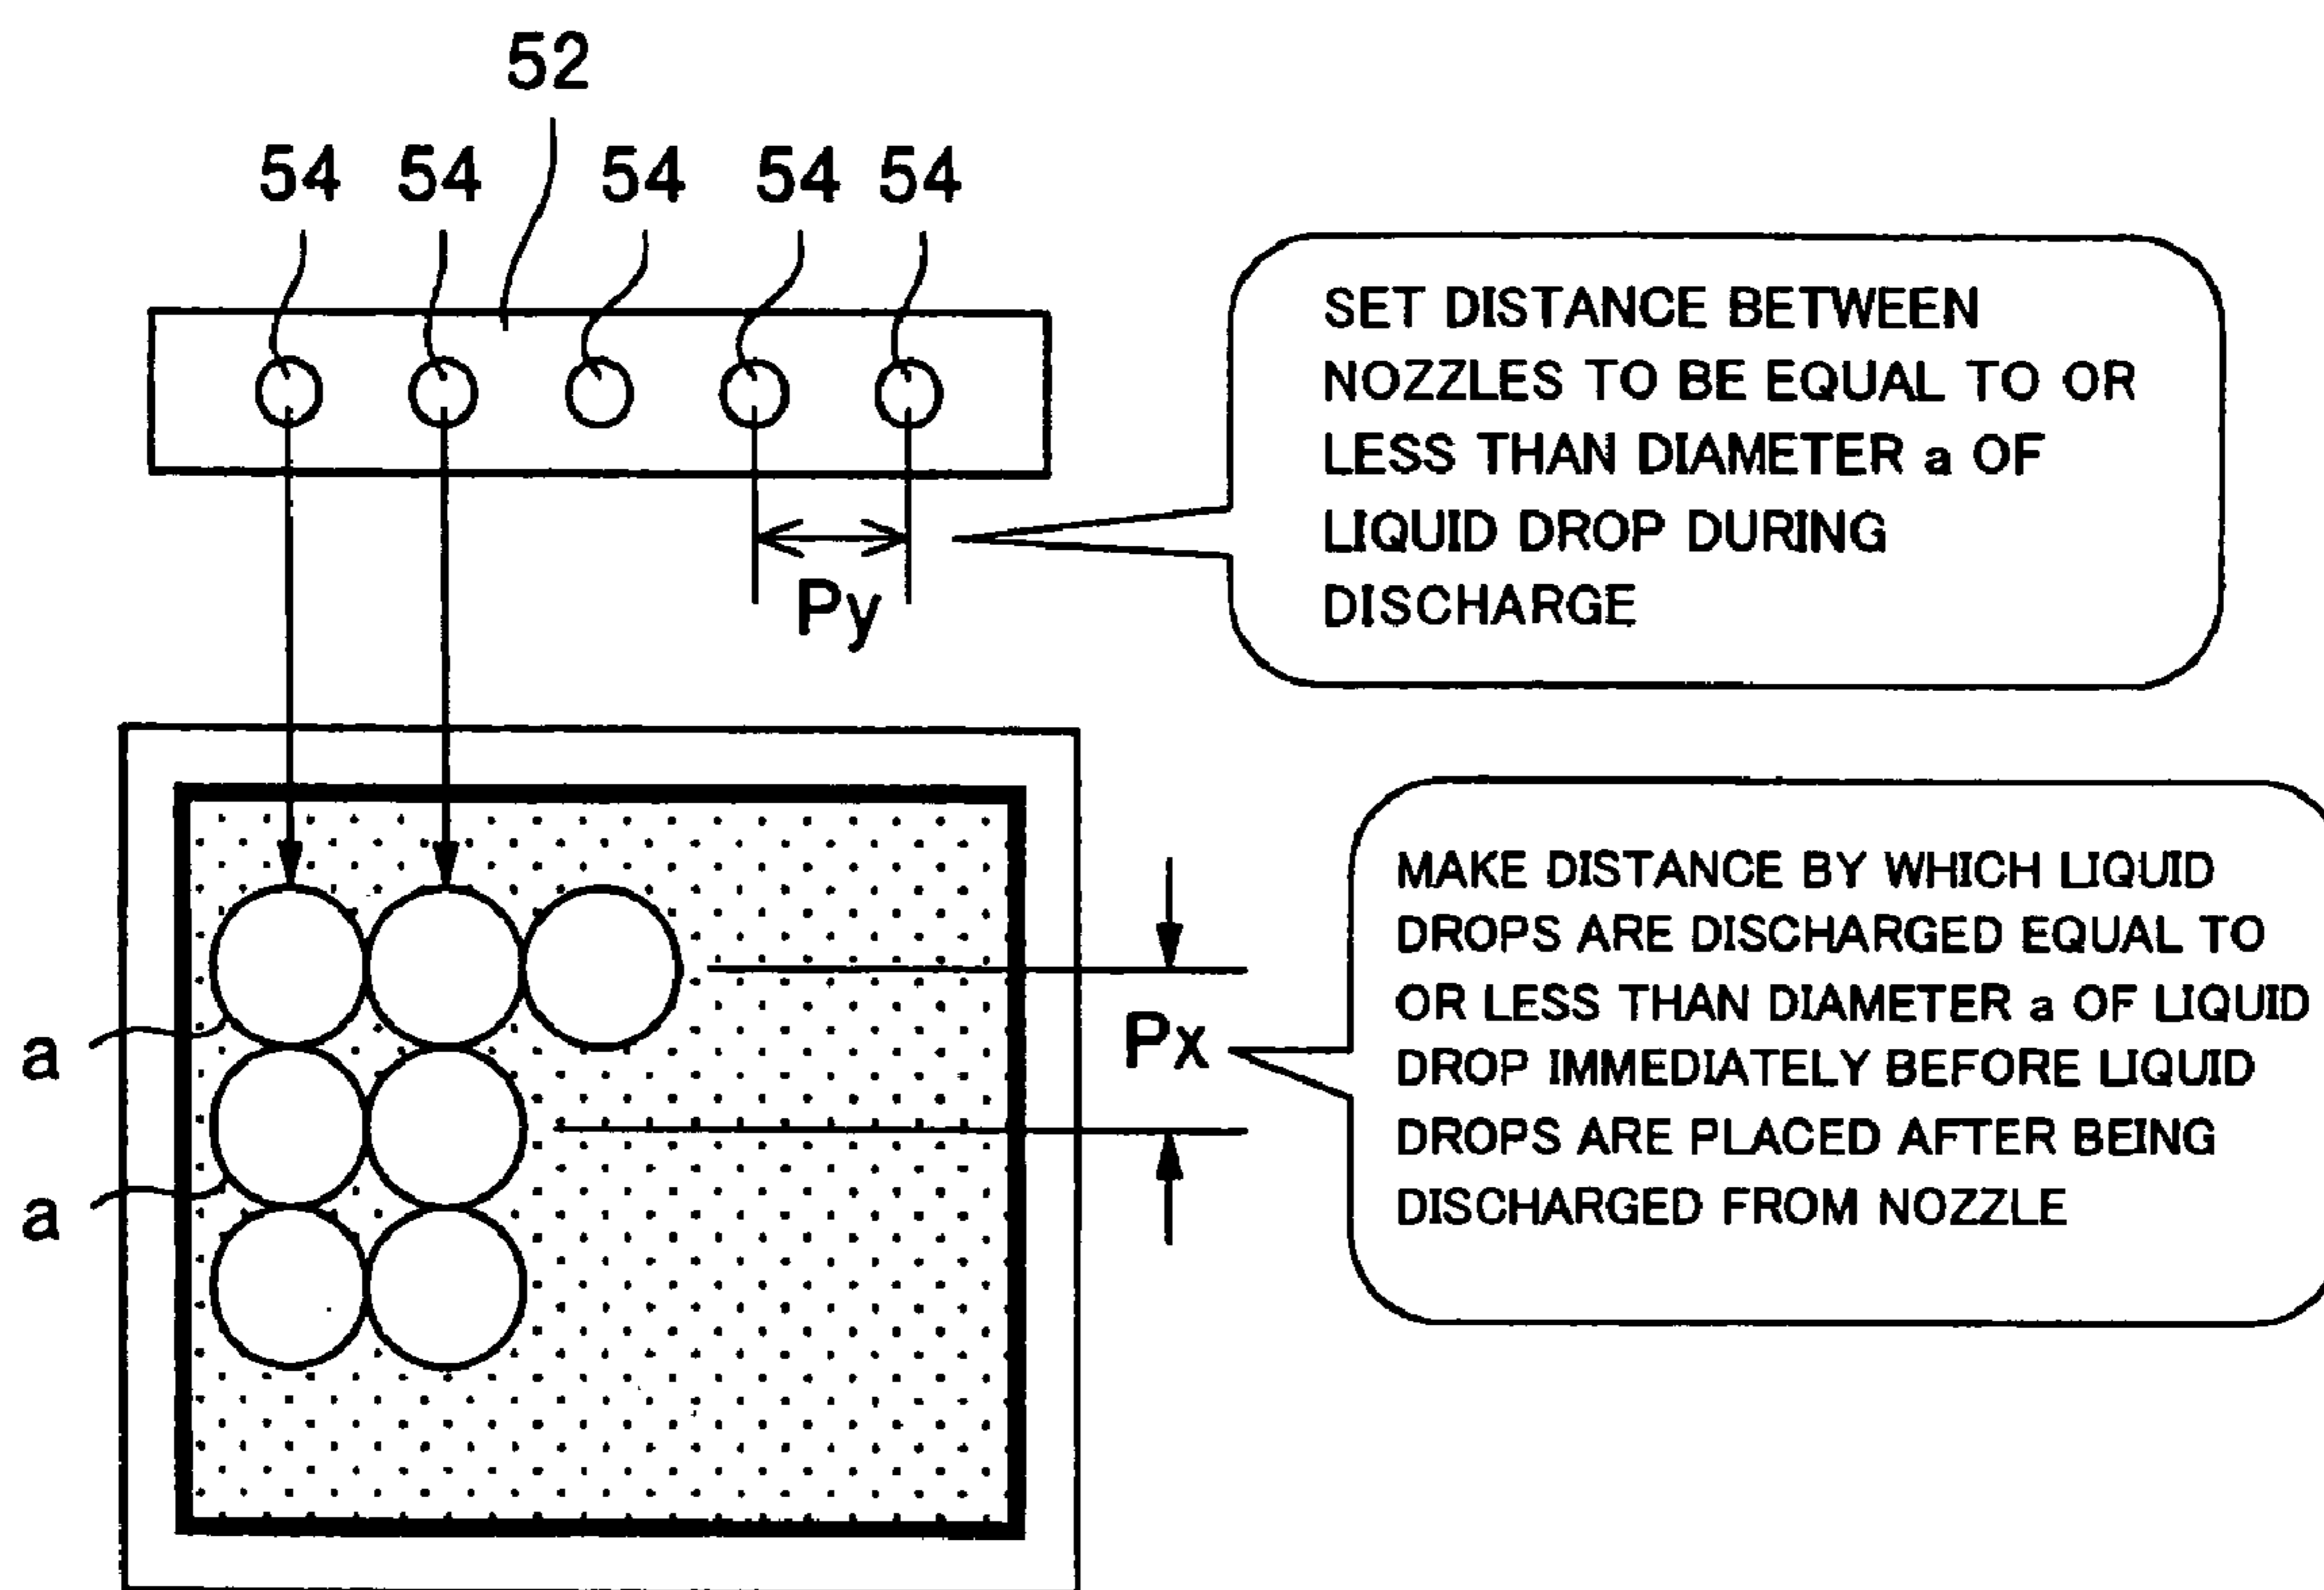 52
54 54 54 54 54
SET DISTANCE BETWEEN
NOZZLES TO BE EQUAL TO OR
LESS THAN DIAMETER a OF
LIQUID DROP DURING
DISCHARGE
Py
MAKE DISTANCE BY WHICH LIQUID
DROPS ARE DISCHARGED EQUAL TO
OR LESS THAN DIAMETER a OF LIQUID
DROP IMMEDIATELY BEFORE LIQUID
DROPS ARE PLACED AFTER BEING
DISCHARGED FROM NOZZLE
Px
a
a